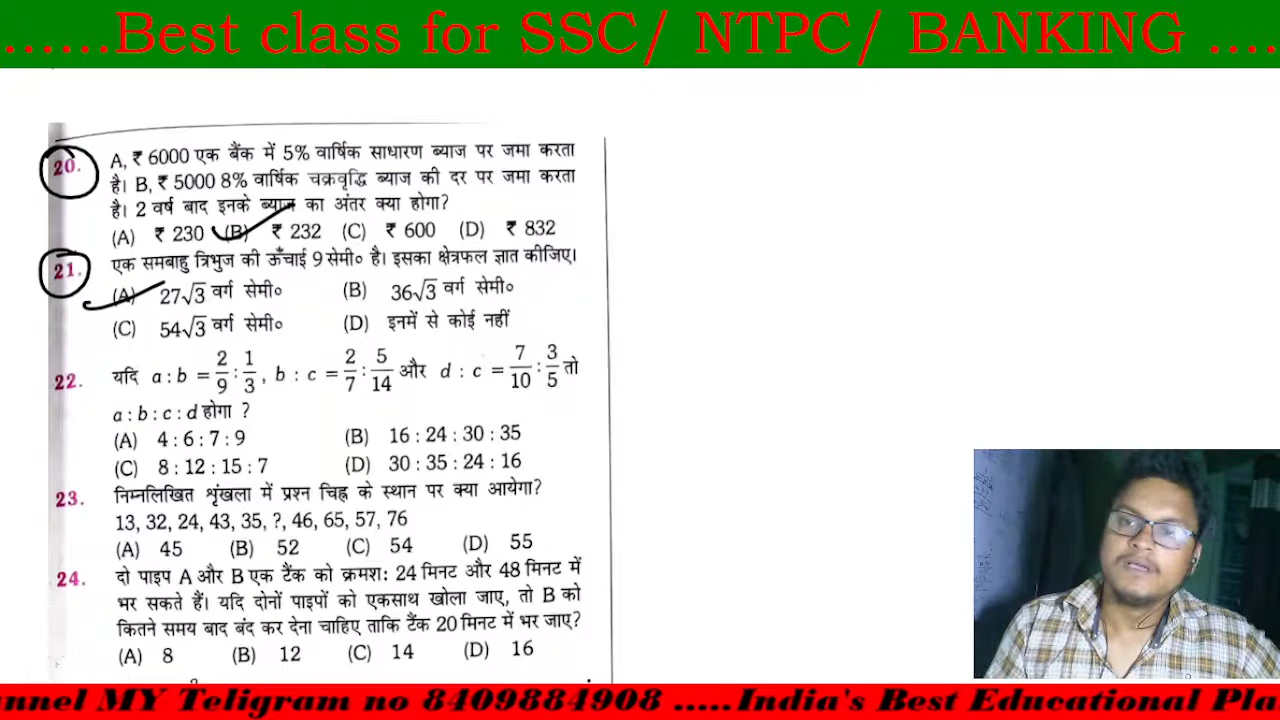 ......Best class for SSC/ NTPC/ BANKING ....
20. A, ₹ 6000 एक बैंक में 5% वार्षिक साधारण ब्याज पर जमा करता
है। B, ₹ 5000 8% वार्षिक चक्रवृद्धि ब्याज की दर पर जमा करता
है। 2 वर्ष बाद इनके ब्याज का अंतर क्या होगा?
(A) ₹ 230 (B) ₹ 232 (C) ₹ 600 (D) ₹ 832
21. एक समबाहु त्रिभुज की ऊँचाई 9 सेमी० है। इसका क्षेत्रफल ज्ञात कीजिए।
(A) 27√3 वर्ग सेमी० (B) 36√3 वर्ग सेमी०
(C) 54√3 वर्ग सेमी० (D) इनमें से कोई नहीं
22. यदि a : b = 2/9 : 1/3, b : c = 2/7 : 5/14 और d : c = 7/10 : 3/5 तो
a : b : c : d होगा ?
(A) 4 : 6 : 7 : 9 (B) 16 : 24 : 30 : 35
(C) 8 : 12 : 15 : 7 (D) 30 : 35 : 24 : 16
23. निम्नलिखित शृंखला में प्रश्न चिह्न के स्थान पर क्या आयेगा?
13, 32, 24, 43, 35, ?, 46, 65, 57, 76
(A) 45 (B) 52 (C) 54 (D) 55
24. दो पाइप A और B एक टैंक को क्रमश: 24 मिनट और 48 मिनट में
भर सकते हैं। यदि दोनों पाइपों को एकसाथ खोला जाए, तो B को
कितने समय बाद बंद कर देना चाहिए ताकि टैंक 20 मिनट में भर जाए?
(A) 8 (B) 12 (C) 14 (D) 16
annel MY Teligram no 8409884908 .....India's Best Educational Pla